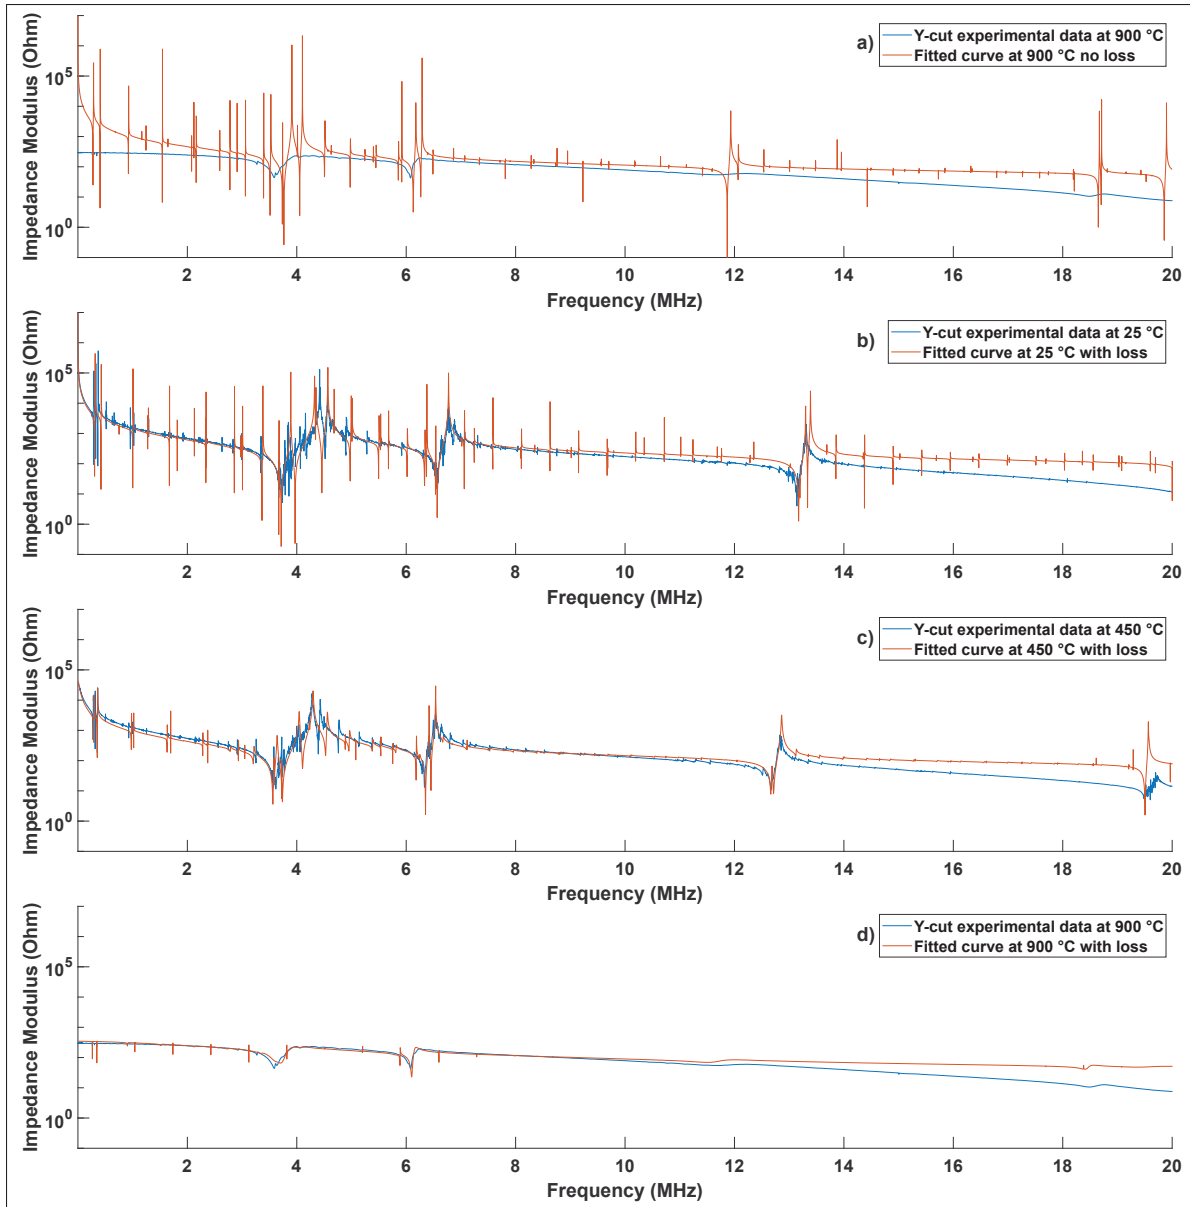 a)
Y-cut experimental data at 900 °C
Fitted curve at 900 °C no loss
Impedance Modulus (Ohm)
10^5
10^0
2 4 6 8 10 12 14 16 18 20
Frequency (MHz)
b)
Y-cut experimental data at 25 °C
Fitted curve at 25 °C with loss
Impedance Modulus (Ohm)
10^5
10^0
2 4 6 8 10 12 14 16 18 20
Frequency (MHz)
c)
Y-cut experimental data at 450 °C
Fitted curve at 450 °C with loss
Impedance Modulus (Ohm)
10^5
10^0
2 4 6 8 10 12 14 16 18 20
Frequency (MHz)
d)
Y-cut experimental data at 900 °C
Fitted curve at 900 °C with loss
Impedance Modulus (Ohm)
10^5
10^0
2 4 6 8 10 12 14 16 18 20
Frequency (MHz)